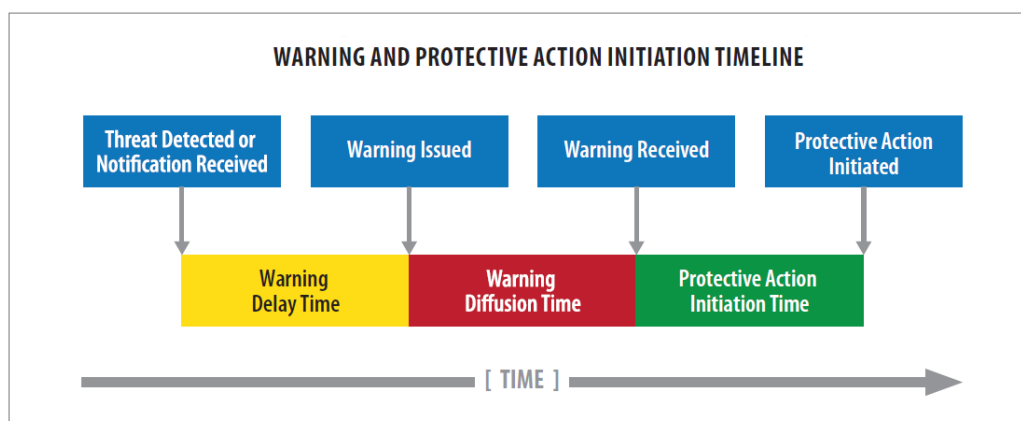 WARNING AND PROTECTIVE ACTION INITIATION TIMELINE
Threat Detected or
Notification Received
Warning Issued
Warning Received
Protective Action
Initiated
Warning
Delay Time
Warning
Diffusion Time
Protective Action
Initiation Time
[ TIME ]